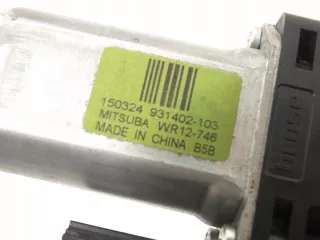 150324 931402-103
MITSUBA WR12-746
MADE IN CHINA B5B